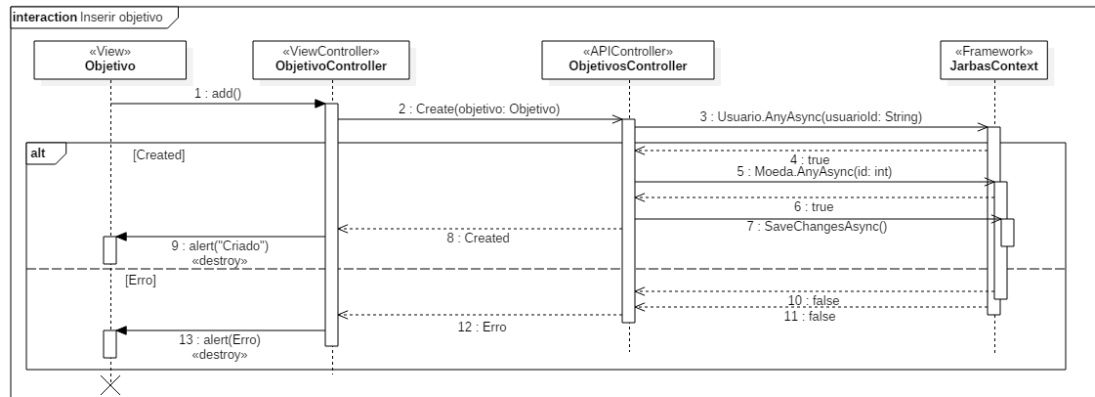 interaction Inserir objetivo
«View»
Objetivo
«ViewController»
ObjetivoController
«APIController»
ObjetivosController
«Framework»
JarbasContext
1 : add()
2 : Create(objetivo: Objetivo)
3 : Usuario.AnyAsync(usuarioId: String)
alt
[Created]
4 : true
5 : Moeda.AnyAsync(id: int)
6 : true
7 : SaveChangesAsync()
8 : Created
9 : alert("Criado")
«destroy»
[Erro]
10 : false
11 : false
12 : Erro
13 : alert(Erro)
«destroy»